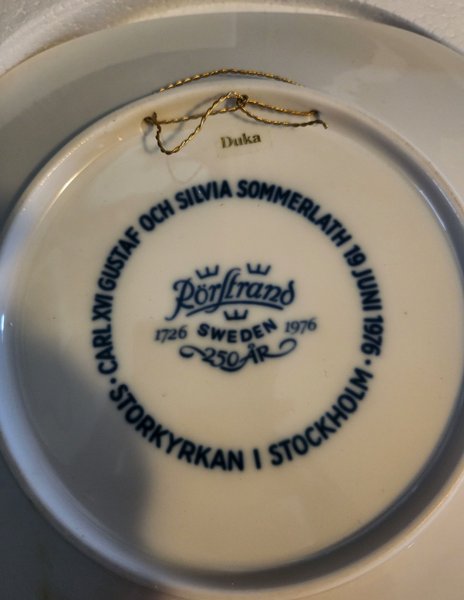 Duka
CARL XVI GUSTAF OCH SILVIA SOMMERLATH 19 JUNI 1976 ·
STORKYRKAN I STOCKHOLM ·
Rörstrand
1726 SWEDEN 1976
250 ÅR